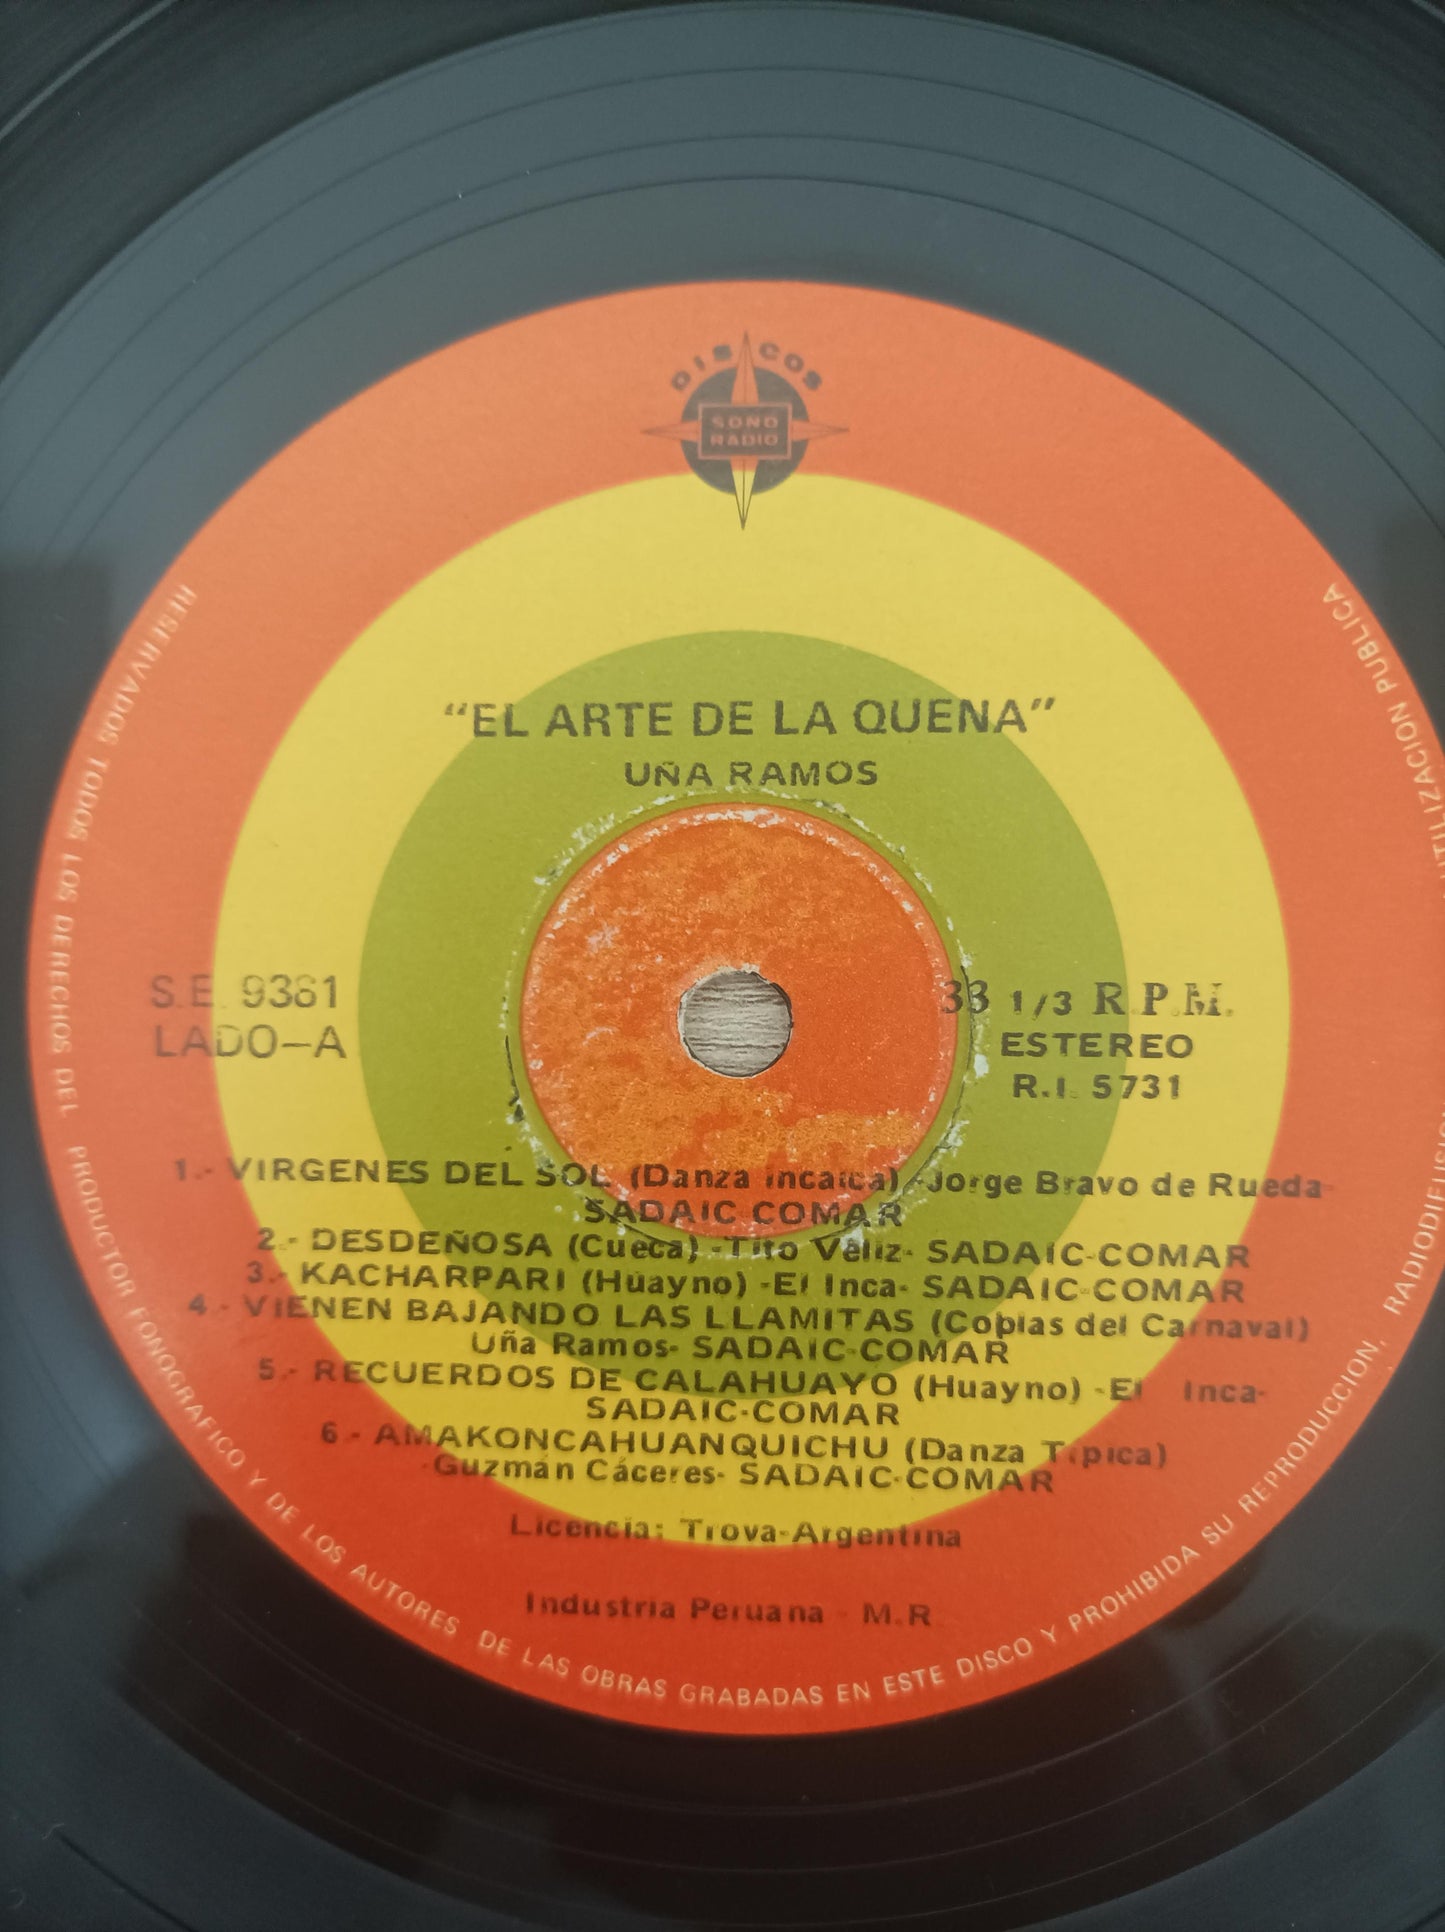 DISCOS
SONO
RADIO
"EL ARTE DE LA QUENA"
UÑA RAMOS
S.E. 9381
LADO-A
33 1/3 R.P.M.
ESTEREO
R.I. 5731
1.- VIRGENES DEL SOL (Danza incaica) -Jorge Bravo de Rueda-
SADAIC COMAR
2.- DESDEÑOSA (Cueca) -Tito Véliz- SADAIC-COMAR
3.- KACHARPARI (Huayno) -El Inca- SADAIC-COMAR
4.- VIENEN BAJANDO LAS LLAMITAS (Coplas del Carnaval)
Uña Ramos- SADAIC-COMAR
5.- RECUERDOS DE CALAHUAYO (Huayno) -El Inca-
SADAIC-COMAR
6.- AMAKONCAHUANQUICHU (Danza Típica)
-Guzmán Cáceres- SADAIC-COMAR
Licencia: Trova-Argentina
Industria Peruana - M.R
RESERVADOS TODOS LOS DERECHOS DEL PRODUCTOR FONOGRAFICO Y DE LOS AUTORES DE LAS OBRAS GRABADAS EN ESTE DISCO Y PROHIBIDA SU REPRODUCCION, UTILIZACION PUBLICA